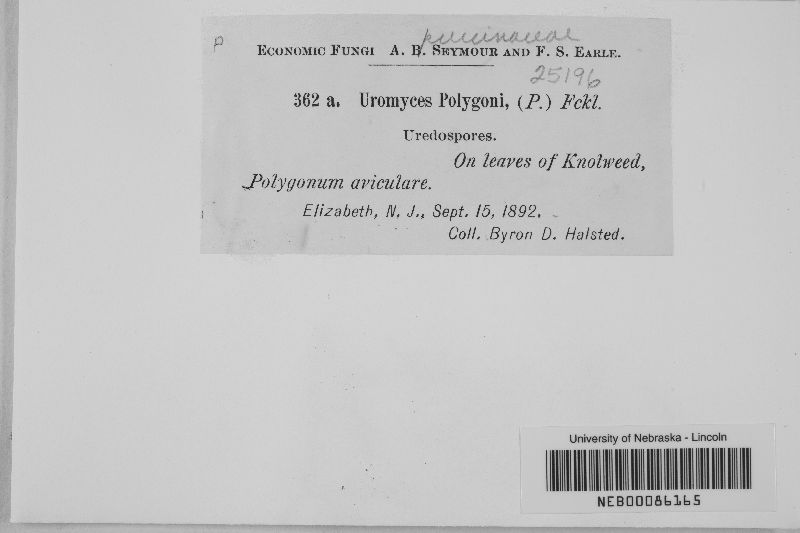 p
pucciniaceae
ECONOMIC FUNGI A. B. SEYMOUR AND F. S. EARLE.
25196
362 a. Uromyces Polygoni, (P.) Fckl.
Uredospores.
On leaves of Knolweed,
Polygonum aviculare.
Elizabeth, N. J., Sept. 15, 1892.
Coll. Byron D. Halsted.
University of Nebraska - Lincoln
NEB00086165